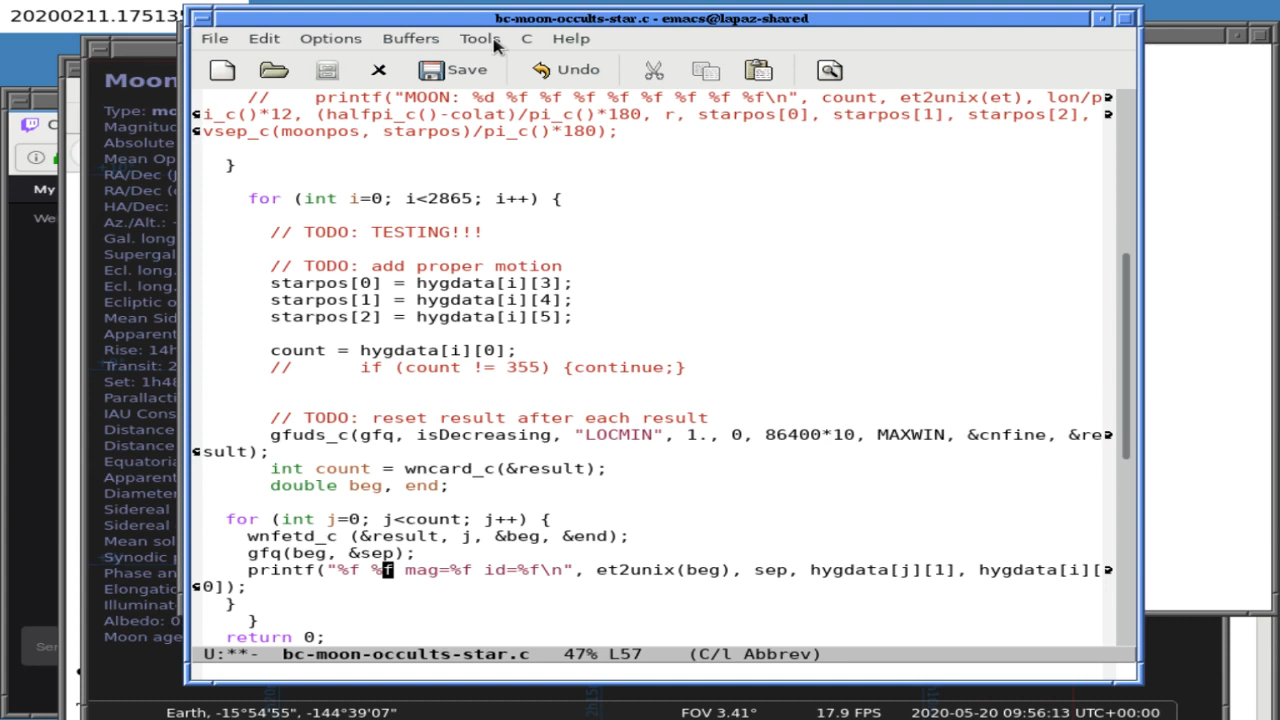 20200211.17513
bc-moon-occults-star.c - emacs@lapaz-shared
File Edit Options Buffers Tools C Help
Save Undo
//    printf("MOON: %d %f %f %f %f %f %f %f %f\n", count, et2unix(et), lon/p
i_c()*12, (halfpi_c()-colat)/pi_c()*180, r, starpos[0], starpos[1], starpos[2],
vsep_c(moonpos, starpos)/pi_c()*180);
}
for (int i=0; i<2865; i++) {
// TODO: TESTING!!!
// TODO: add proper motion
starpos[0] = hygdata[i][3];
starpos[1] = hygdata[i][4];
starpos[2] = hygdata[i][5];
count = hygdata[i][0];
//      if (count != 355) {continue;}
// TODO: reset result after each result
gfuds_c(gfq, isDecreasing, "LOCMIN", 1., 0, 86400*10, MAXWIN, &cnfine, &re
sult);
int count = wncard_c(&result);
double beg, end;
for (int j=0; j<count; j++) {
wnfetd_c (&result, j, &beg, &end);
gfq(beg, &sep);
printf("%f %f mag=%f id=%f\n", et2unix(beg), sep, hygdata[j][1], hygdata[i][
0]);
}
}
return 0;
U:**-  bc-moon-occults-star.c   47% L57    (C/l Abbrev)
Moon
Type: mo
Magnitud
Absolute
Mean Op
RA/Dec (J
RA/Dec (
HA/Dec:
Az./Alt.:
Gal. long
Supergal
Ecl. long.
Ecl. long.
Ecliptic o
Mean Sid
Apparent
Rise: 14h
Transit: 2
Set: 1h48
Parallacti
IAU Cons
Distance
Distance
Equatoria
Apparent
Diameter
Sidereal
Sidereal
Mean sol
Synodic p
Phase an
Elongatio
Illuminat
Albedo: 0
Moon age
My
We
Ser
Earth, -15°54'55", -144°39'07"
FOV 3.41°
17.9 FPS
2020-05-20 09:56:13 UTC+00:00